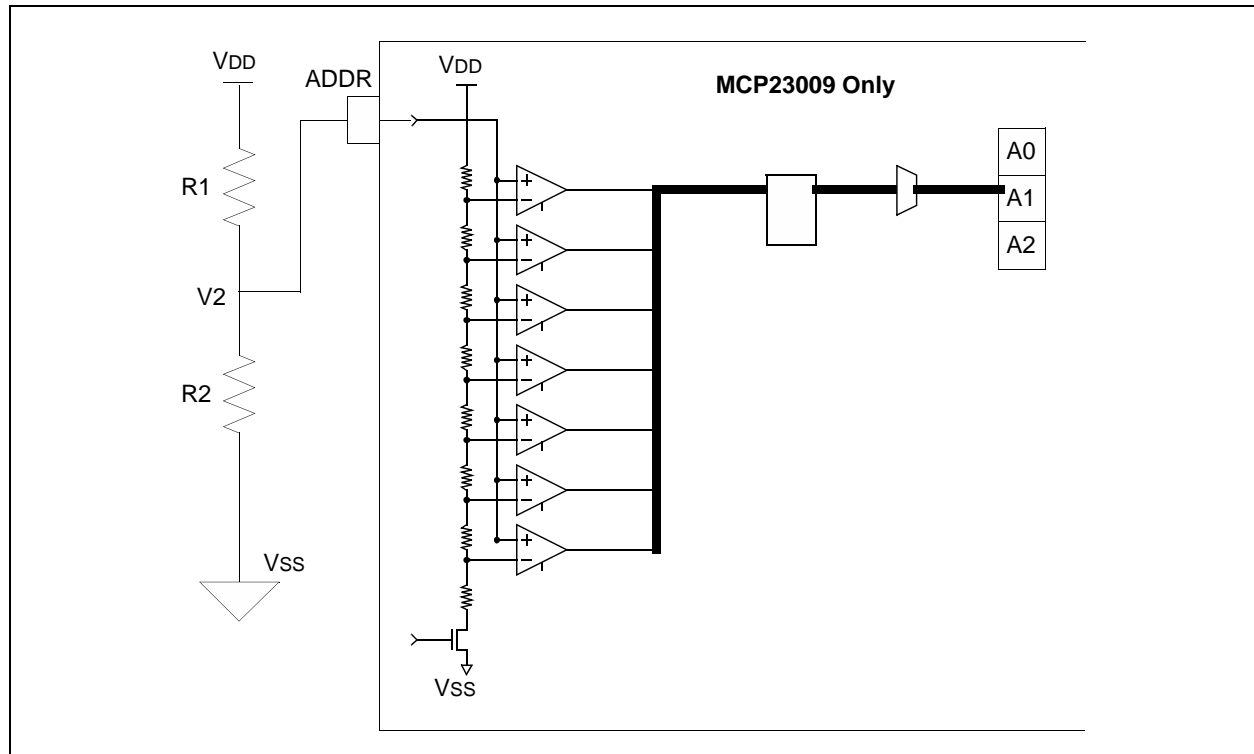 VDD
R1
V2
R2
VSS
ADDR
VDD
MCP23009 Only
+
−
+
−
+
−
+
−
+
−
+
−
+
−
VSS
A0
A1
A2